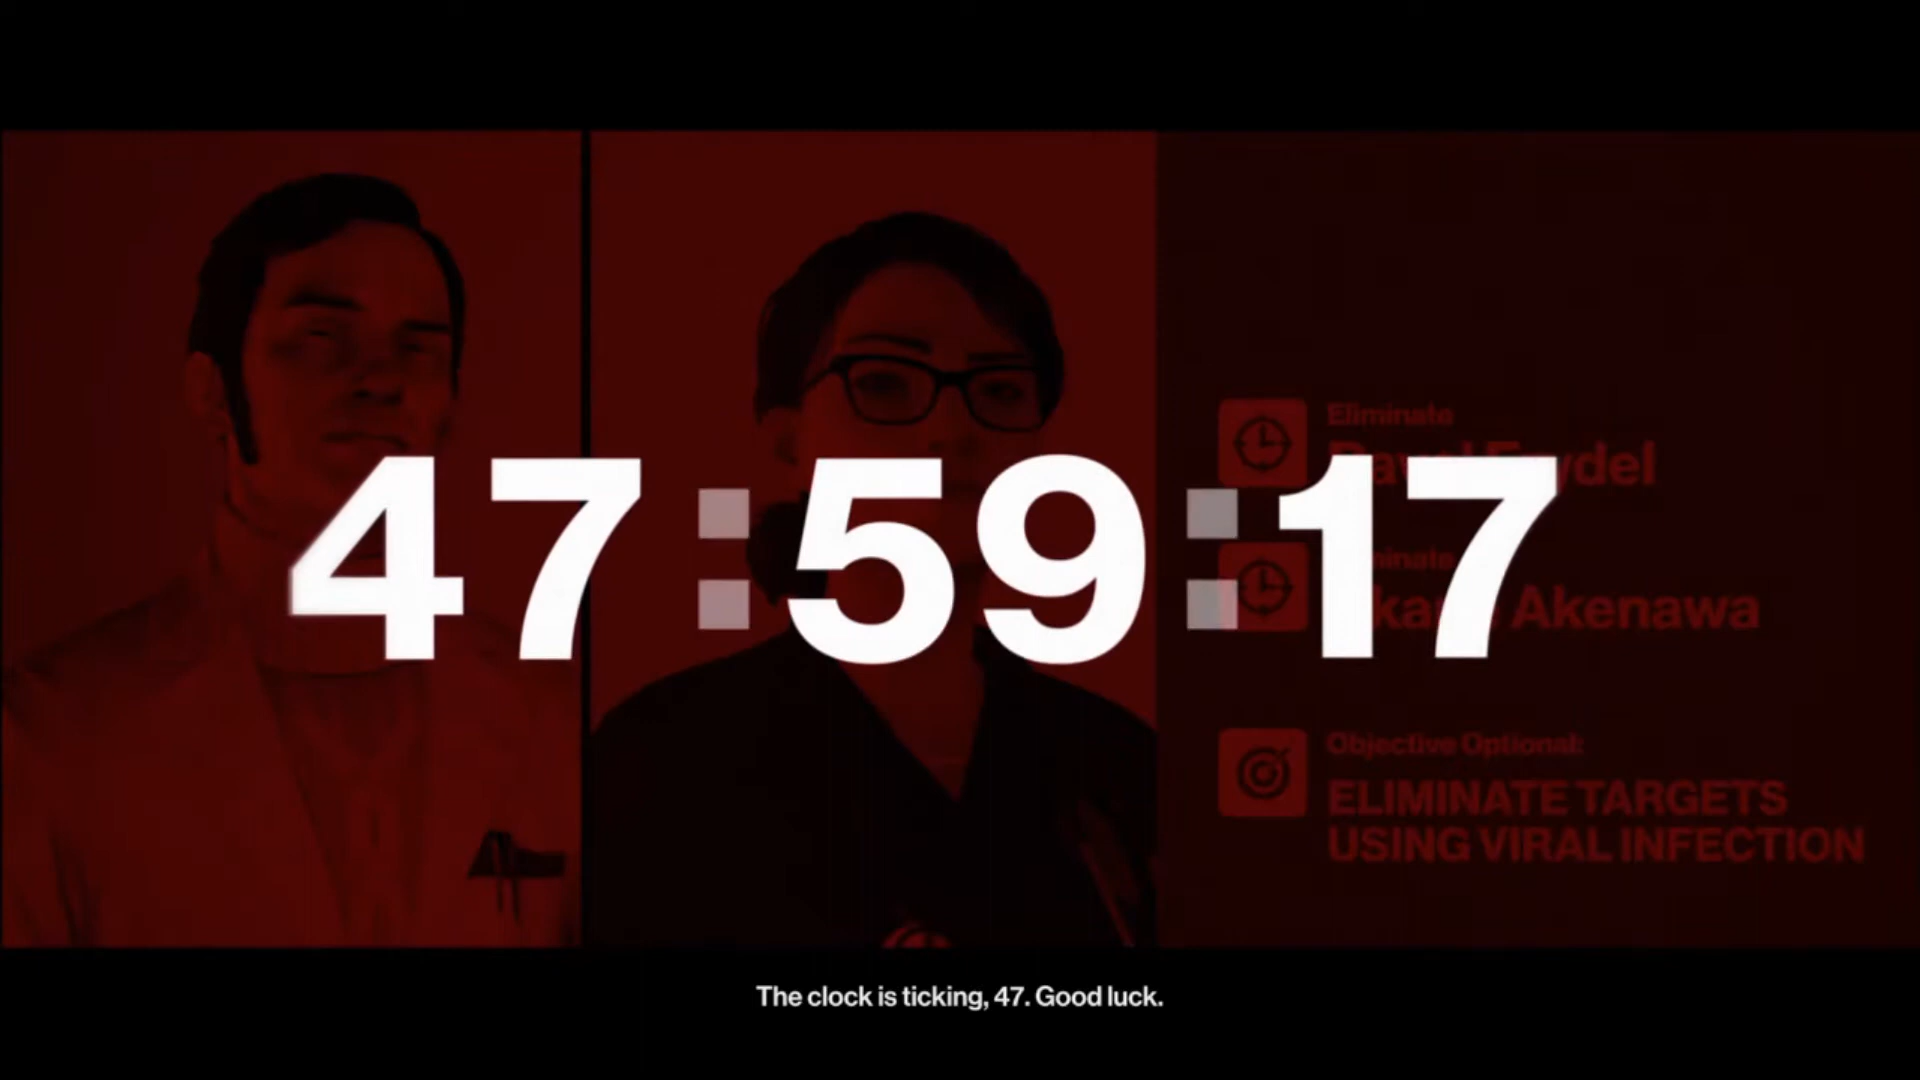 47:59:17
Eliminate
Akenawa
Objective Optional:
ELIMINATE TARGETS
USING VIRAL INFECTION
The clock is ticking, 47. Good luck.